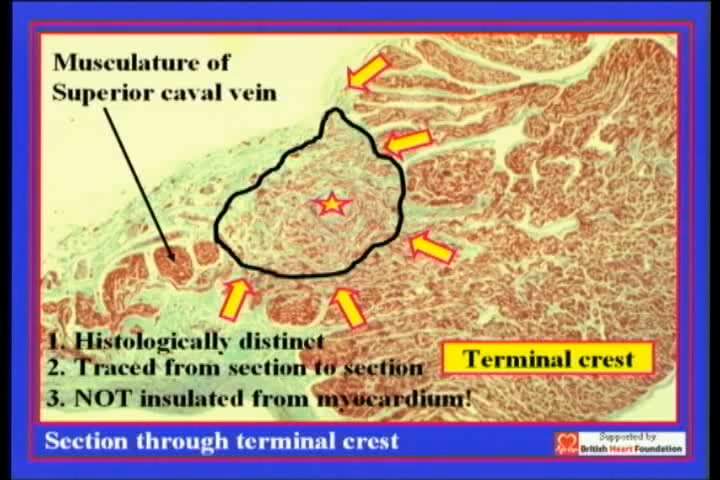 Musculature of
Superior caval vein
1. Histologically distinct
2. Traced from section to section
3. NOT insulated from myocardium!
Terminal crest
Section through terminal crest
Supported by
British Heart Foundation